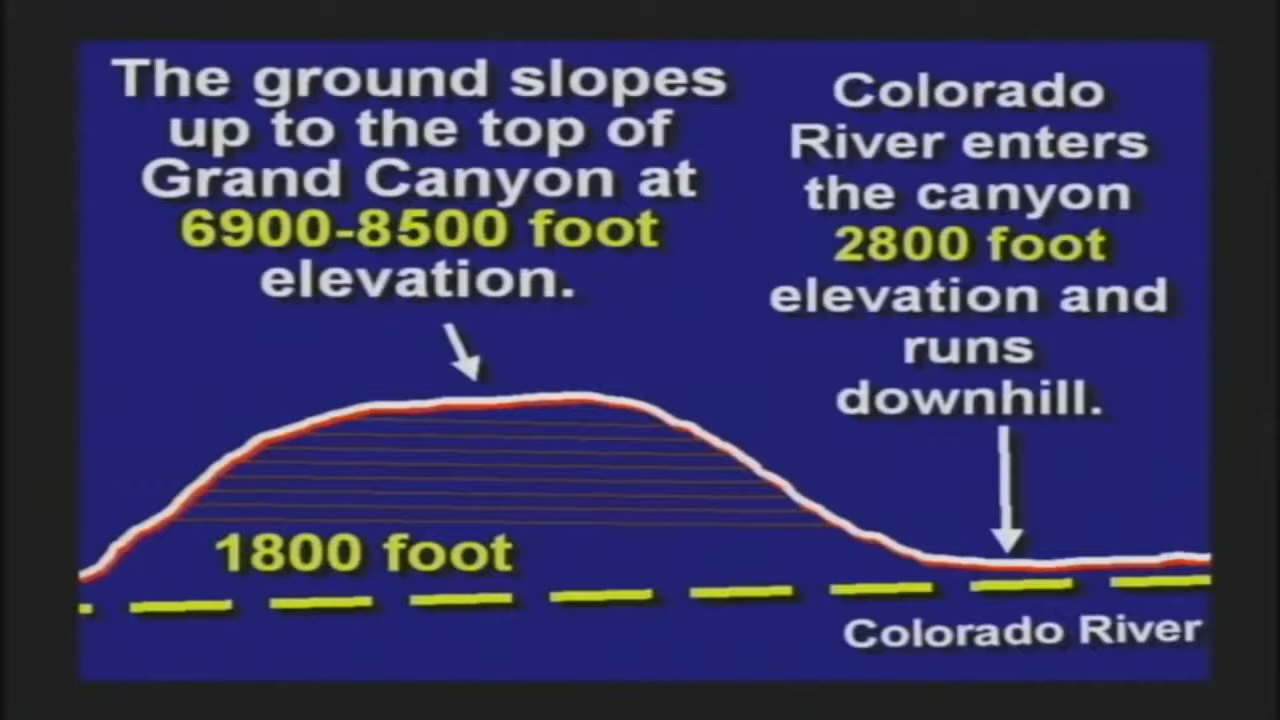 The ground slopes
up to the top of
Grand Canyon at
6900-8500 foot
elevation.
Colorado
River enters
the canyon
2800 foot
elevation and
runs
downhill.
1800 foot
Colorado River